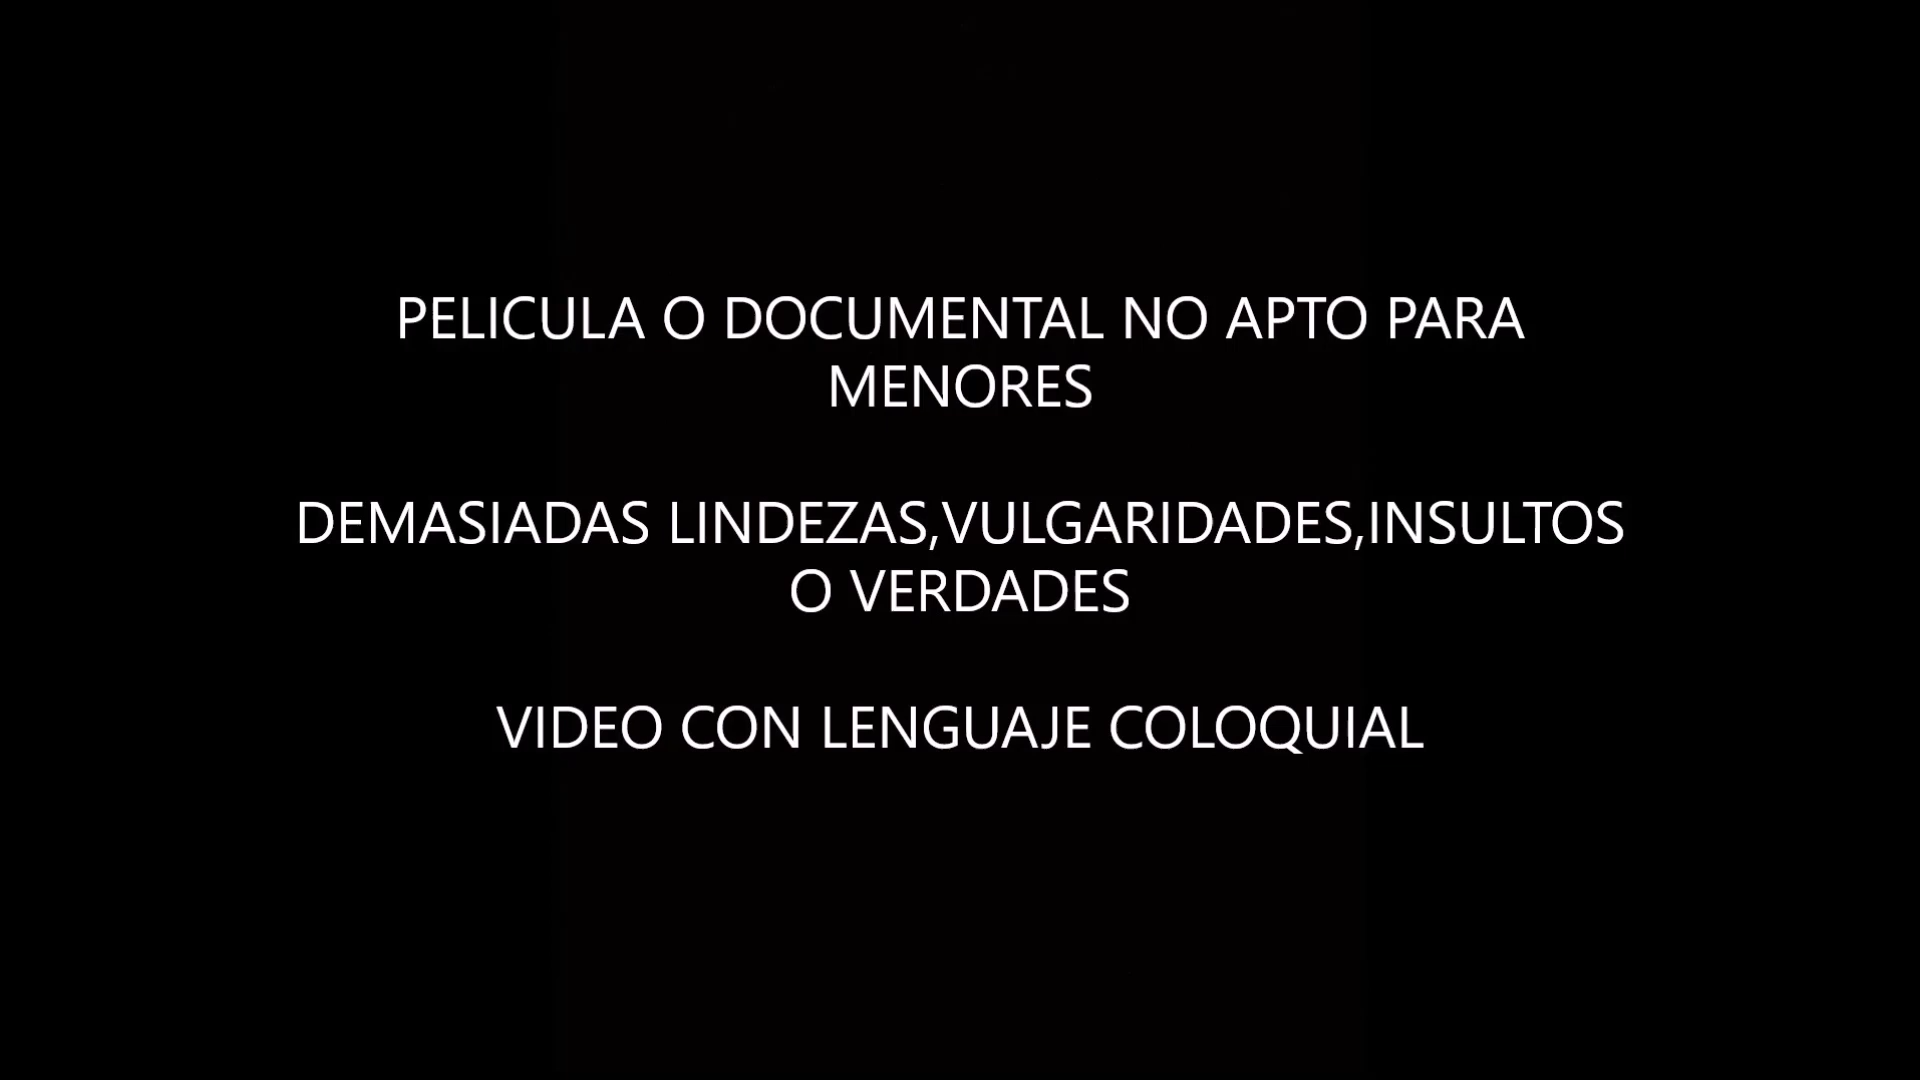 PELICULA O DOCUMENTAL NO APTO PARA
MENORES
DEMASIADAS LINDEZAS,VULGARIDADES,INSULTOS
O VERDADES
VIDEO CON LENGUAJE COLOQUIAL